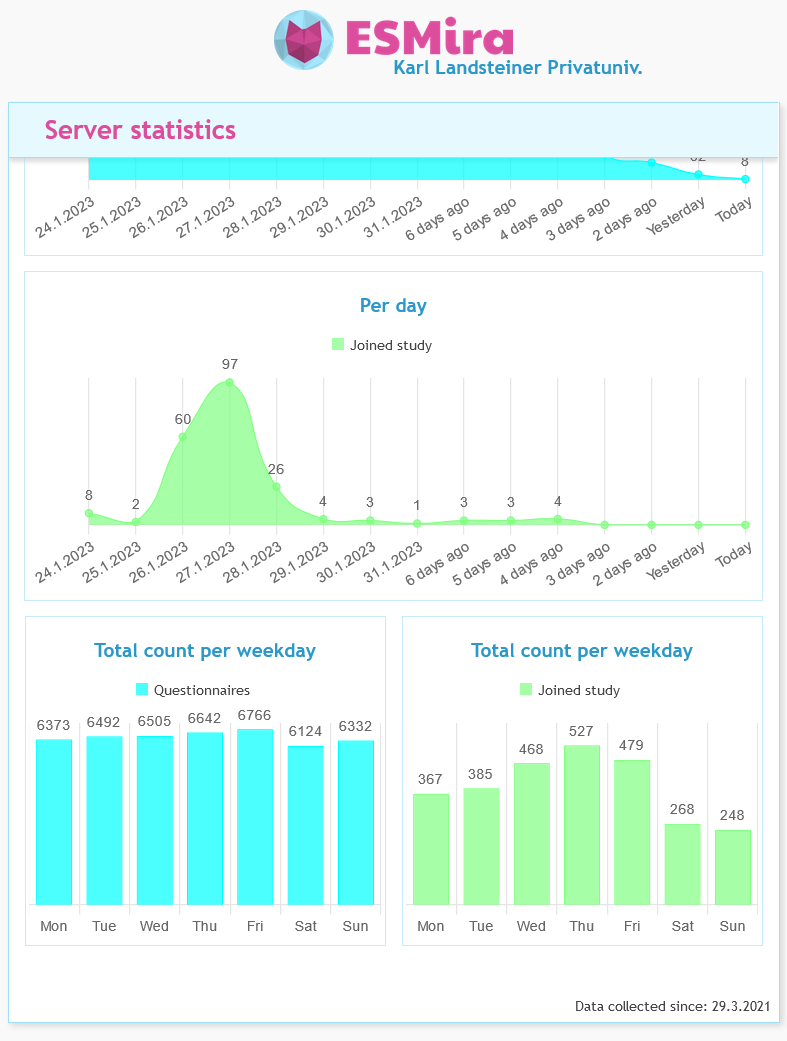 ESMira
Karl Landsteiner Privatuniv.
Server statistics
8
24.1.2023 25.1.2023 26.1.2023 27.1.2023 28.1.2023 29.1.2023 30.1.2023 31.1.2023 6 days ago 5 days ago 4 days ago 3 days ago 2 days ago Yesterday Today
Per day
Joined study
97
60
26
8 2 4 3 1 3 3 4
24.1.2023 25.1.2023 26.1.2023 27.1.2023 28.1.2023 29.1.2023 30.1.2023 31.1.2023 6 days ago 5 days ago 4 days ago 3 days ago 2 days ago Yesterday Today
Total count per weekday
Questionnaires
6373 6492 6505 6642 6766 6124 6332
Mon Tue Wed Thu Fri Sat Sun
Total count per weekday
Joined study
367 385 468 527 479 268 248
Mon Tue Wed Thu Fri Sat Sun
Data collected since: 29.3.2021